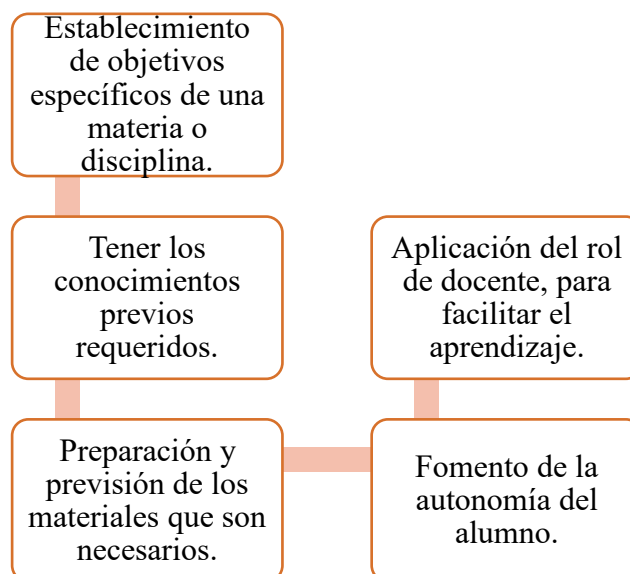 Establecimiento
de objetivos
específicos de una
materia o
disciplina.
Tener los
conocimientos
previos
requeridos.
Preparación y
previsión de los
materiales que son
necesarios.
Fomento de la
autonomía del
alumno.
Aplicación del rol
de docente, para
facilitar el
aprendizaje.